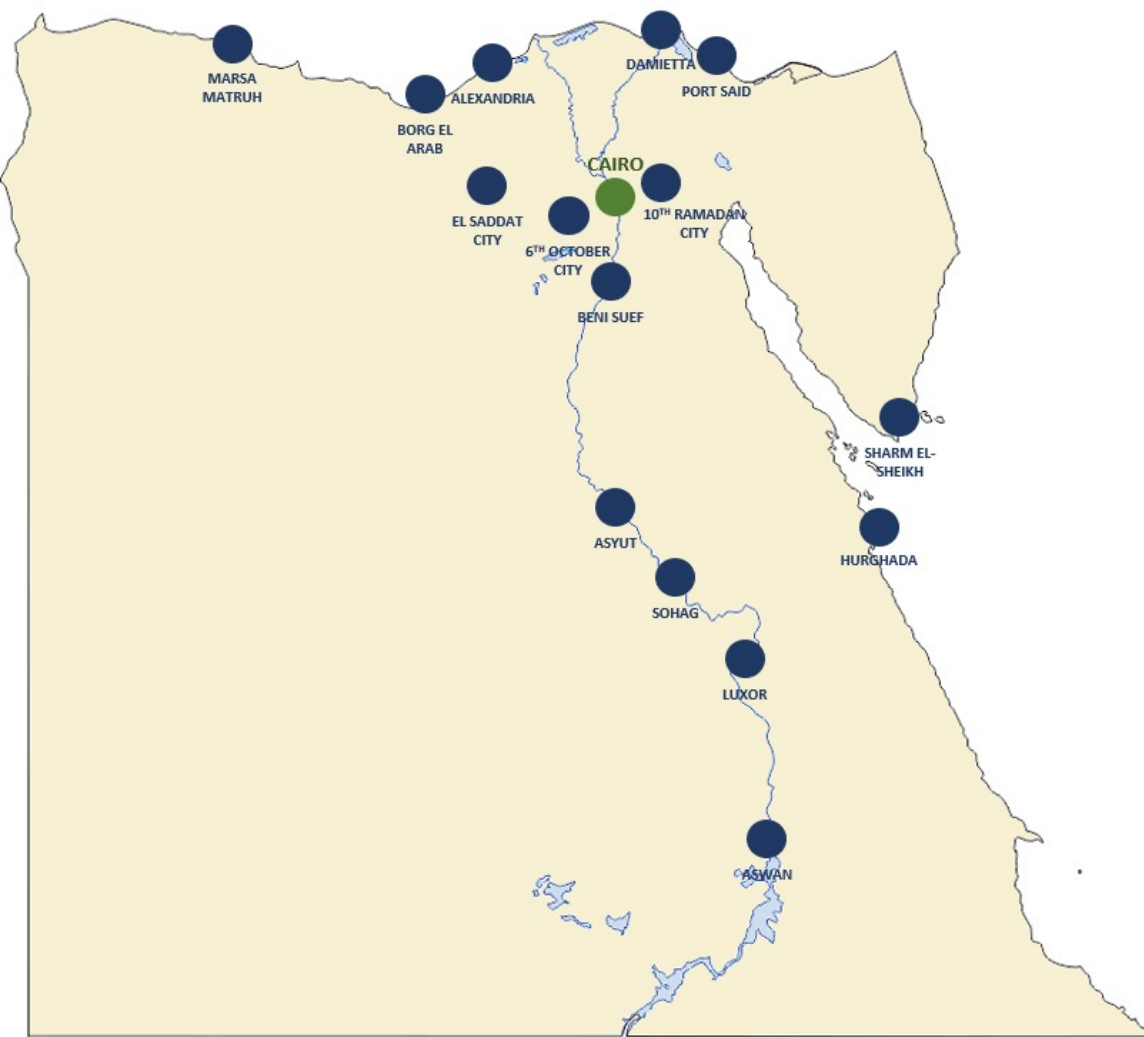 MARSA
MATRUH
BORG EL
ARAB
ALEXANDRIA
DAMIETTA
PORT SAID
CAIRO
EL SADDAT
CITY
6TH OCTOBER
CITY
10TH RAMADAN
CITY
BENI SUEF
SHARM EL-
SHEIKH
ASYUT
HURGHADA
SOHAG
LUXOR
ASWAN